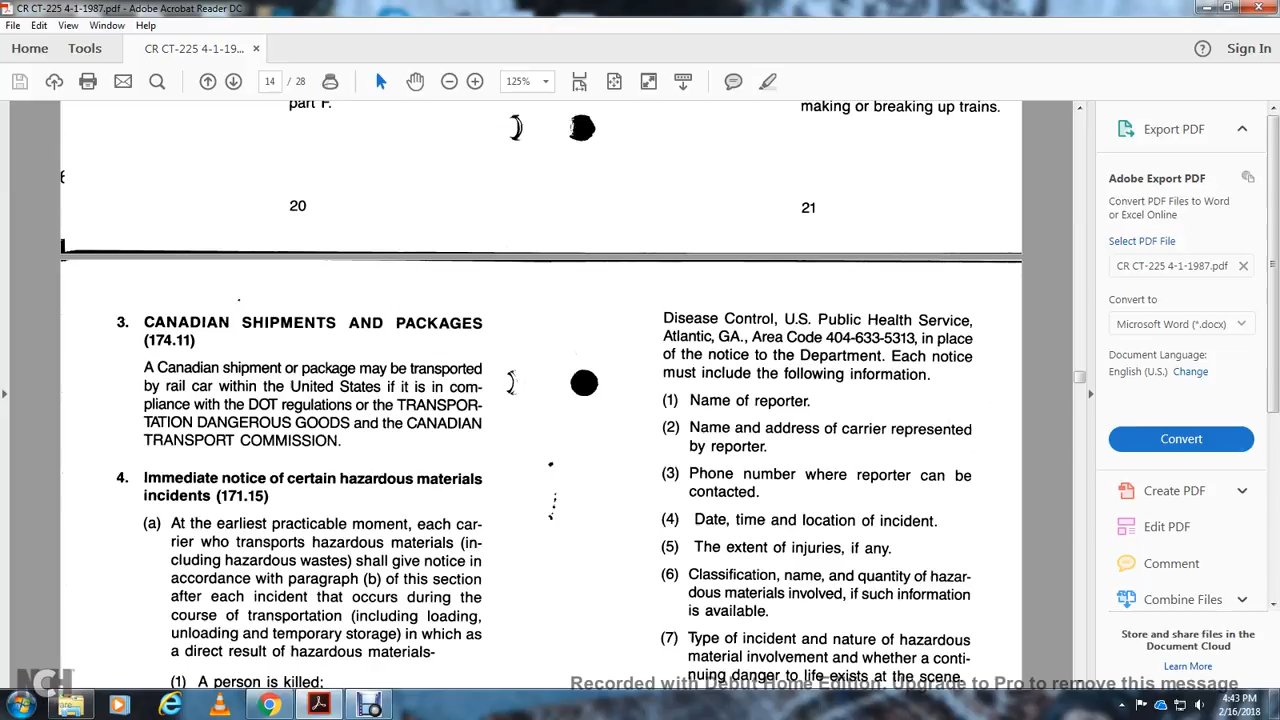 CR CT-225 4-1-1987.pdf - Adobe Acrobat Reader DC
File Edit View Window Help
Home Tools CR CT-225 4-1-19... × Sign In
14 / 28 125%
part F.
making or breaking up trains.
20
21
3. CANADIAN SHIPMENTS AND PACKAGES
(174.11)
A Canadian shipment or package may be transported
by rail car within the United States if it is in com-
pliance with the DOT regulations or the TRANSPOR-
TATION DANGEROUS GOODS and the CANADIAN
TRANSPORT COMMISSION.
4. Immediate notice of certain hazardous materials
incidents (171.15)
(a) At the earliest practicable moment, each car-
rier who transports hazardous materials (in-
cluding hazardous wastes) shall give notice in
accordance with paragraph (b) of this section
after each incident that occurs during the
course of transportation (including loading,
unloading and temporary storage) in which as
a direct result of hazardous materials-
(1) A person is killed:
Disease Control, U.S. Public Health Service,
Atlantic, GA., Area Code 404-633-5313, in place
of the notice to the Department. Each notice
must include the following information.
(1) Name of reporter.
(2) Name and address of carrier represented
by reporter.
(3) Phone number where reporter can be
contacted.
(4) Date, time and location of incident.
(5) The extent of injuries, if any.
(6) Classification, name, and quantity of hazar-
dous materials involved, if such information
is available.
(7) Type of incident and nature of hazardous
material involvement and whether a conti-
nuing danger to life exists at the scene.
Export PDF
Adobe Export PDF
Convert PDF Files to Word
or Excel Online
Select PDF File
CR CT-225 4-1-1987.pdf
Convert to
Microsoft Word (*.docx)
Document Language:
English (U.S.) Change
Convert
Create PDF
Edit PDF
Comment
Combine Files
Store and share files in the
Document Cloud
Learn More
NCH
Recorded with Debut Home Edition. Upgrade to Pro to remove this message
4:43 PM
2/16/2018